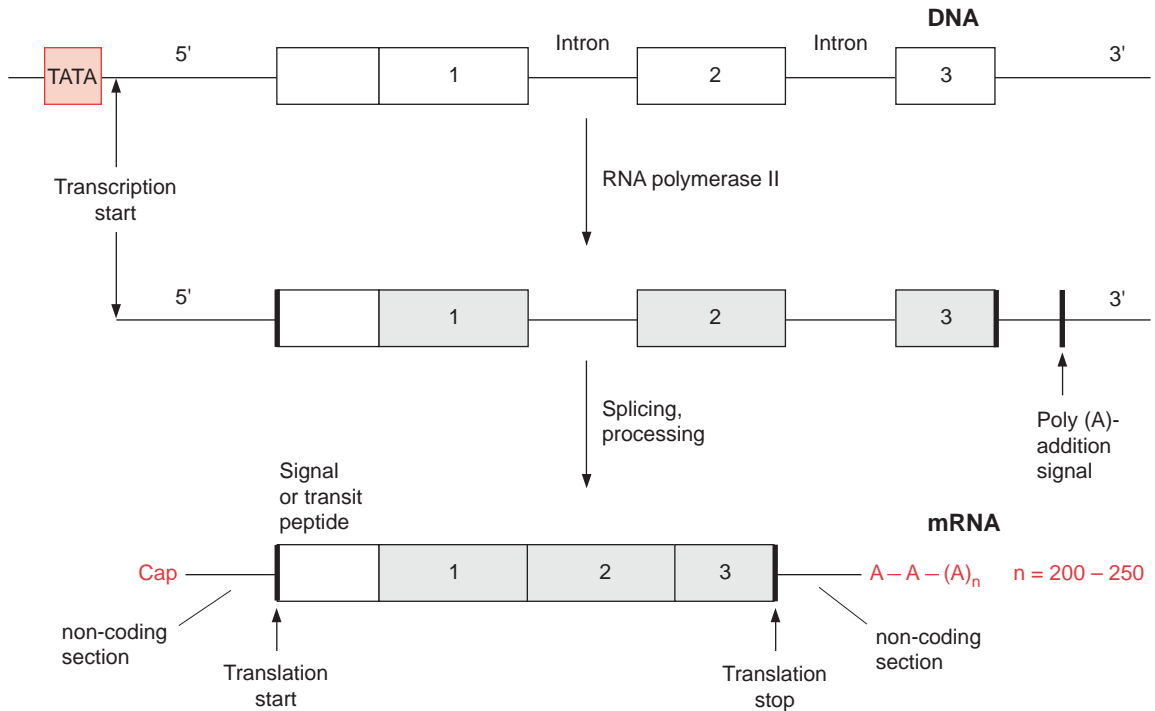 DNA
5'
Intron
Intron
3'
TATA
1
2
3
Transcription
start
RNA polymerase II
5'
3'
1
2
3
Splicing,
processing
Poly (A)-
addition
signal
Signal
or transit
peptide
mRNA
Cap
1
2
3
A – A – (A)n
n = 200 – 250
non-coding
section
non-coding
section
Translation
start
Translation
stop